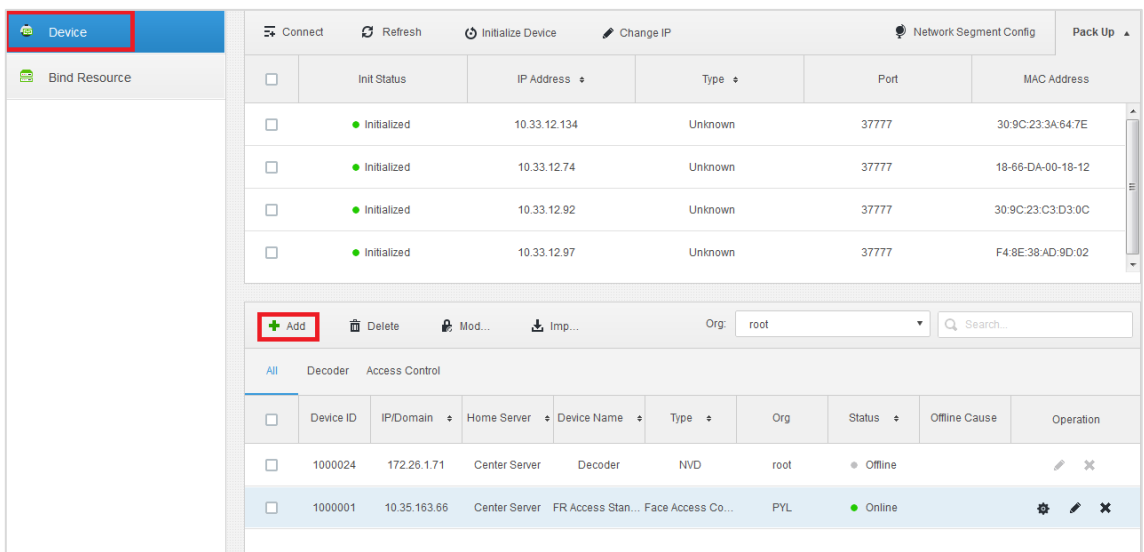 Device
Bind Resource
Connect Refresh Initialize Device Change IP Network Segment Config Pack Up
Init Status IP Address Type Port MAC Address
Initialized 10.33.12.134 Unknown 37777 30:9C:23:3A:64:7E
Initialized 10.33.12.74 Unknown 37777 18-66-DA-00-18-12
Initialized 10.33.12.92 Unknown 37777 30:9C:23:C3:D3:0C
Initialized 10.33.12.97 Unknown 37777 F4:8E:38:AD:9D:02
Add Delete Mod... Imp... Org: root Search...
All Decoder Access Control
Device ID IP/Domain Home Server Device Name Type Org Status Offline Cause Operation
1000024 172.26.1.71 Center Server Decoder NVD root Offline
1000001 10.35.163.66 Center Server FR Access Stan... Face Access Co... PYL Online